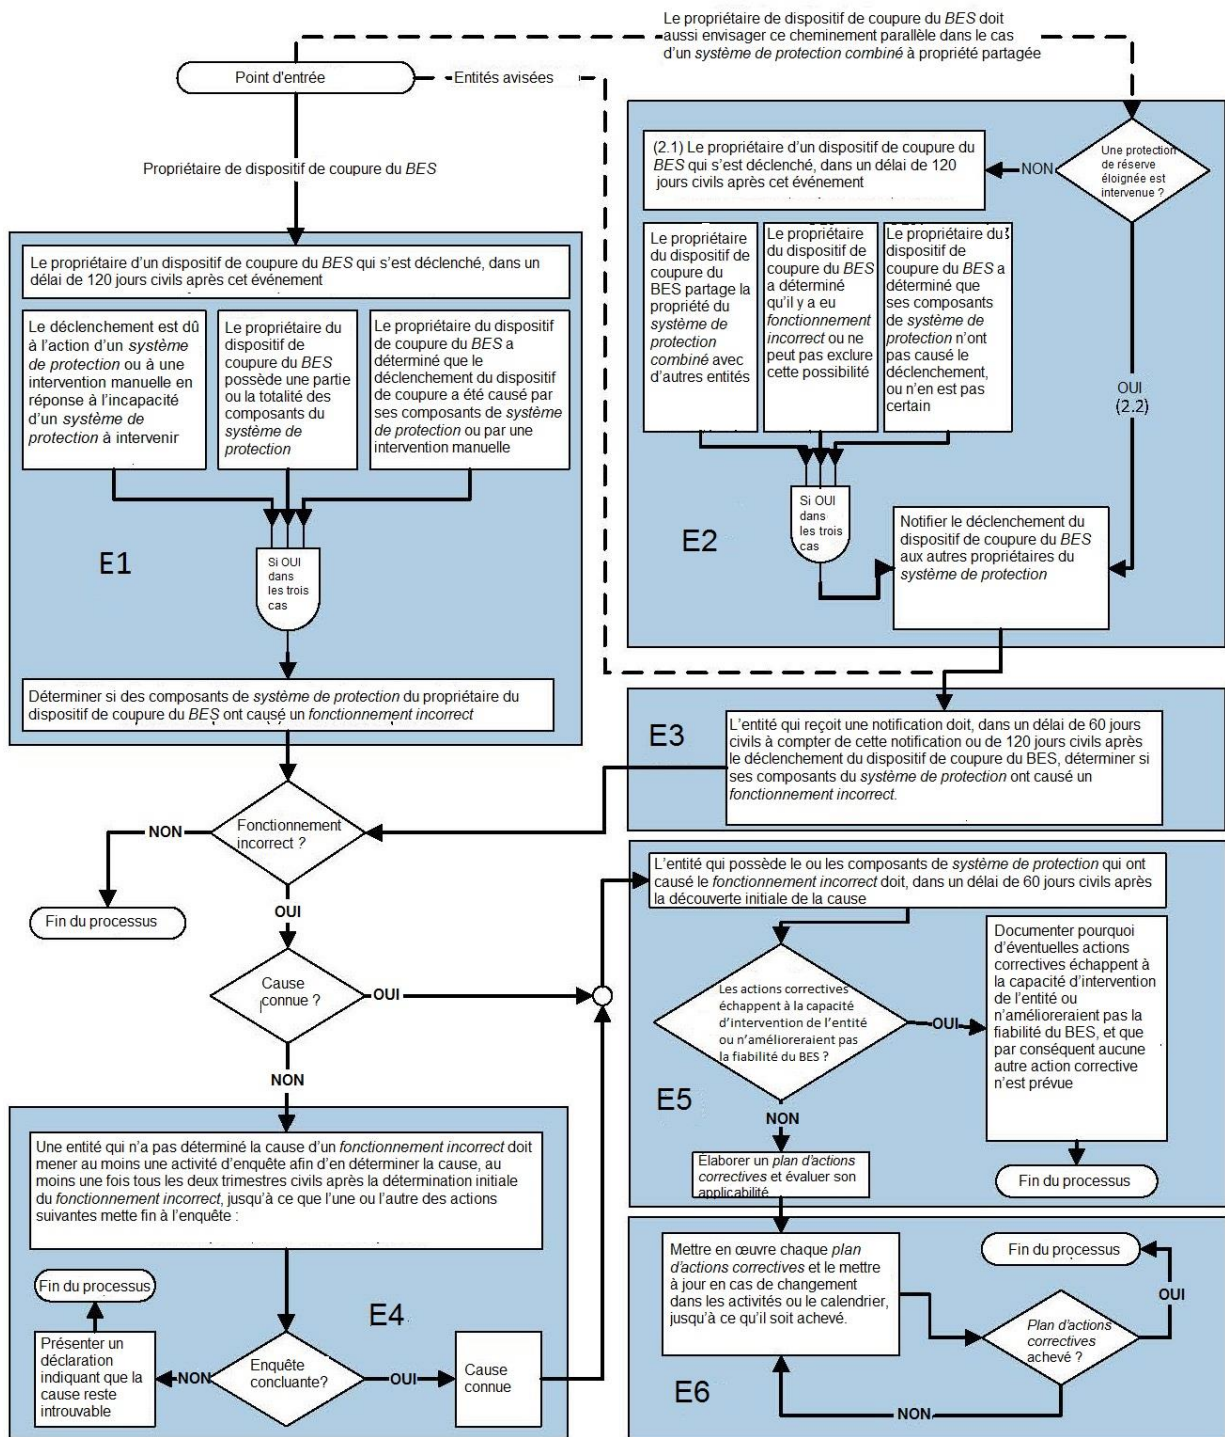 Le propriétaire de dispositif de coupure du BES doit
aussi envisager ce cheminement parallèle dans le cas
d'un système de protection combiné à propriété partagée
Point d'entrée
Entités avisées
Propriétaire de dispositif de coupure du BES
Une protection
de réserve
éloignée est
intervenue ?
NON
(2.1) Le propriétaire d'un dispositif de coupure du
BES qui s'est déclenché, dans un délai de 120
jours civils après cet événement
Le propriétaire
du dispositif de
coupure du
BES partage la
propriété du
système de
protection
combiné avec
d'autres entités
Le propriétaire
du dispositif de
coupure du BES
a déterminé
qu'il y a eu
fonctionnement
incorrect ou ne
peut pas exclure
cette possibilité
Le propriétaire du
dispositif de
coupure du BES a
déterminé que
ses composants
de système de
protection n'ont
pas causé le
déclenchement,
ou n'en est pas
certain
OUI
(2.2)
Si OUI
dans
les trois
cas
E2
Notifier le déclenchement du
dispositif de coupure du BES
aux autres propriétaires du
système de protection
Le propriétaire d'un dispositif de coupure du BES qui s'est déclenché, dans un
délai de 120 jours civils après cet événement
Le déclenchement est dû
à l'action d'un système
de protection ou à une
intervention manuelle en
réponse à l'incapacité
d'un système de
protection à intervenir
Le propriétaire du
dispositif de
coupure du BES
possède une partie
ou la totalité des
composants du
système de
protection
Le propriétaire du dispositif
de coupure du BES a
déterminé que le
déclenchement du dispositif
de coupure a été causé par
ses composants de système
de protection ou par une
intervention manuelle
E1
Si OUI
dans
les trois
cas
Déterminer si des composants de système de protection du propriétaire du
dispositif de coupure du BES ont causé un fonctionnement incorrect
E3
L'entité qui reçoit une notification doit, dans un délai de 60 jours
civils à compter de cette notification ou de 120 jours civils après
le déclenchement du dispositif de coupure du BES, déterminer si
ses composants du système de protection ont causé un
fonctionnement incorrect.
Fonctionnement
incorrect ?
NON
Fin du processus
OUI
Cause
connue ?
OUI
NON
L'entité qui possède le ou les composants de système de protection qui ont
causé le fonctionnement incorrect doit, dans un délai de 60 jours civils après
la découverte initiale de la cause
Les actions correctives
échappent à la capacité
d'intervention de l'entité
ou n'amélioreraient pas
la fiabilité du BES ?
OUI
Documenter pourquoi
d'éventuelles actions
correctives échappent à
la capacité d'intervention
de l'entité ou
n'amélioreraient pas la
fiabilité du BES, et que
par conséquent aucune
autre action corrective
n'est prévue
E5
NON
Élaborer un plan d'actions
correctives et évaluer son
applicabilité
Fin du processus
Une entité qui n'a pas déterminé la cause d'un fonctionnement incorrect doit
mener au moins une activité d'enquête afin d'en déterminer la cause, au
moins une fois tous les deux trimestres civils après la détermination initiale
du fonctionnement incorrect, jusqu'à ce que l'une ou l'autre des actions
suivantes mette fin à l'enquête :
Fin du processus
E4
Présenter un
déclaration
indiquant que la
cause reste
introuvable
NON
Enquête
concluante?
OUI
Cause
connue
Mettre en œuvre chaque plan
d'actions correctives et le mettre
à jour en cas de changement
dans les activités ou le calendrier,
jusqu'à ce qu'il soit achevé.
Fin du processus
OUI
Plan d'actions
correctives
achevé ?
E6
NON